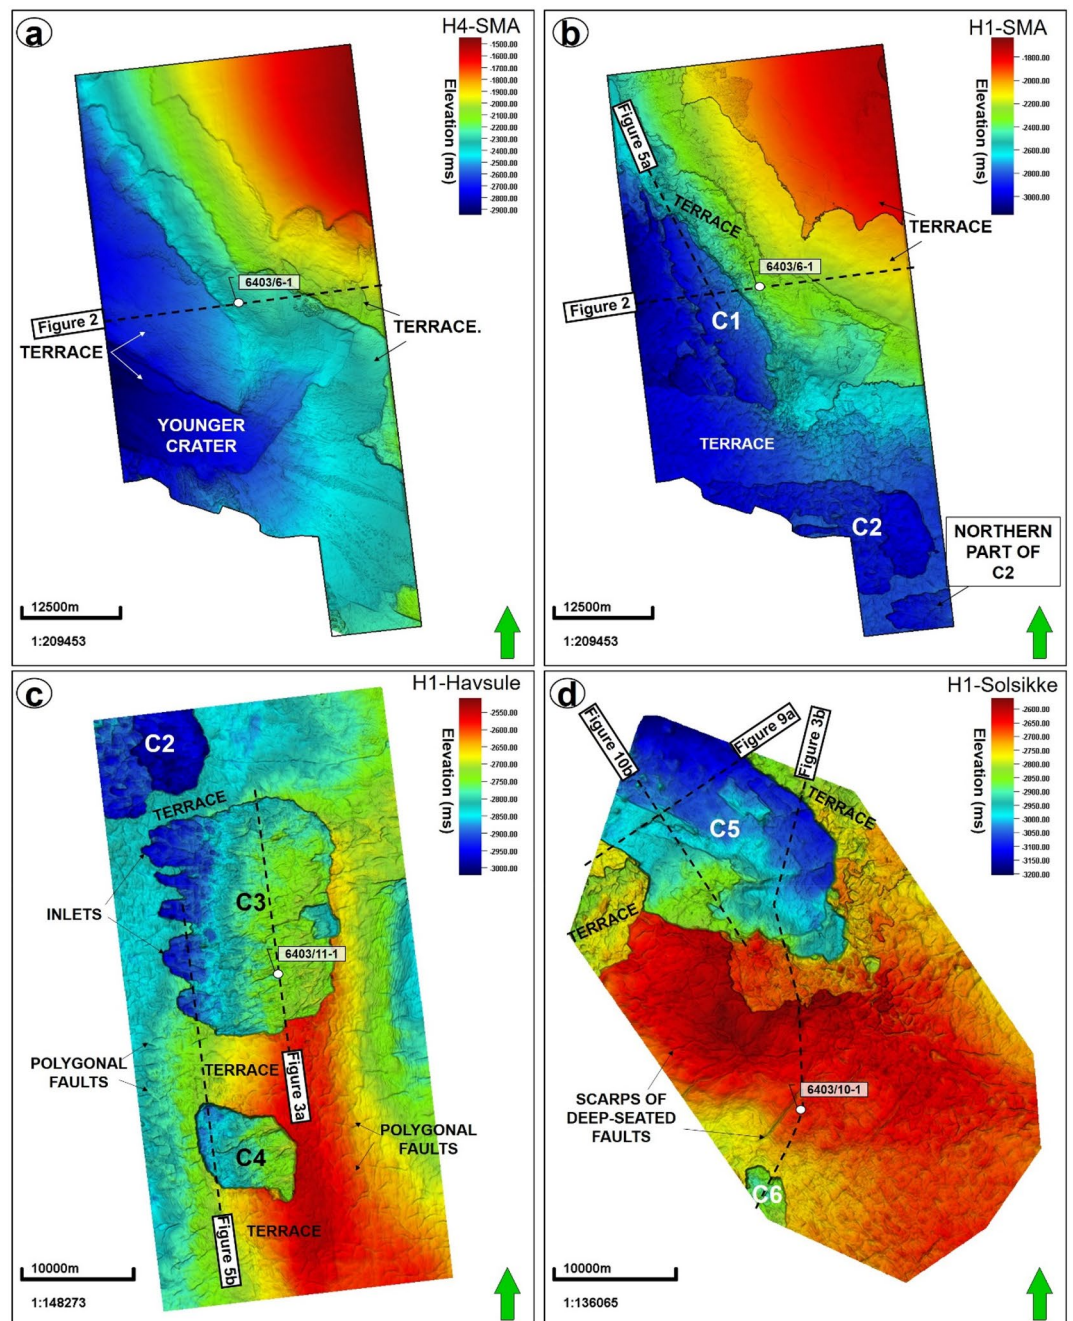 a
H4-SMA
Elevation (ms)
-1500.00
-1600.00
-1700.00
-1800.00
-1900.00
-2000.00
-2100.00
-2200.00
-2300.00
-2400.00
-2500.00
-2600.00
-2700.00
-2800.00
-2900.00
6403/6-1
Figure 2
TERRACE
TERRACE.
YOUNGER
CRATER
12500m
1:209453
b
H1-SMA
Elevation (ms)
-1800.00
-2000.00
-2200.00
-2400.00
-2600.00
-2800.00
-3000.00
Figure 5a
TERRACE
TERRACE
6403/6-1
Figure 2
C1
TERRACE
C2
NORTHERN
PART OF
C2
12500m
1:209453
c
H1-Havsule
Elevation (ms)
-2550.00
-2600.00
-2650.00
-2700.00
-2750.00
-2800.00
-2850.00
-2900.00
-2950.00
-3000.00
C2
TERRACE
INLETS
C3
6403/11-1
POLYGONAL
FAULTS
TERRACE
Figure 3a
POLYGONAL
FAULTS
C4
TERRACE
Figure 5b
10000m
1:148273
d
H1-Solsikke
Elevation (ms)
-2600.00
-2650.00
-2700.00
-2750.00
-2800.00
-2850.00
-2900.00
-2950.00
-3000.00
-3050.00
-3100.00
-3150.00
-3200.00
Figure 10b
Figure 9a
Figure 3b
TERRACE
C5
TERRACE
6403/10-1
SCARPS OF
DEEP-SEATED
FAULTS
C6
10000m
1:136065